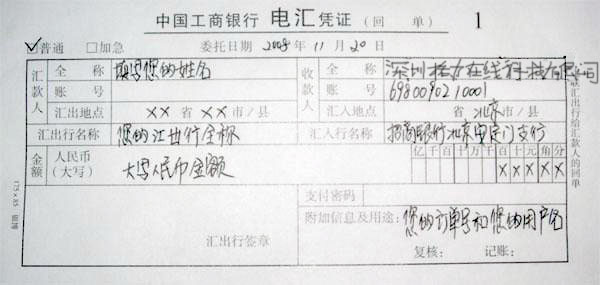 中国工商银行 电汇凭证（回 单） 1
☑普通 □加急 委托日期 2008 年 11 月 20 日
汇款人 全 称 填写您的姓名 收款人 全 称 深圳 在线科技有限公司
账 号 账 号 6980090210001
汇出地点 ×× 省 ×× 市/县 汇入地点 省 北京 市/县
汇出行名称 您的汇出行全称 汇入行名称 招商银行北京 门支行
金额 人民币（大写） 大写人民币金额 亿 千 百 十 万 千 百 十 元 角 分
× × × × ×
支付密码
附加信息及用途： 您的订单号和您的用户名
汇出行签章 复核： 记账：
此联汇出行给汇款人的回单
175×85